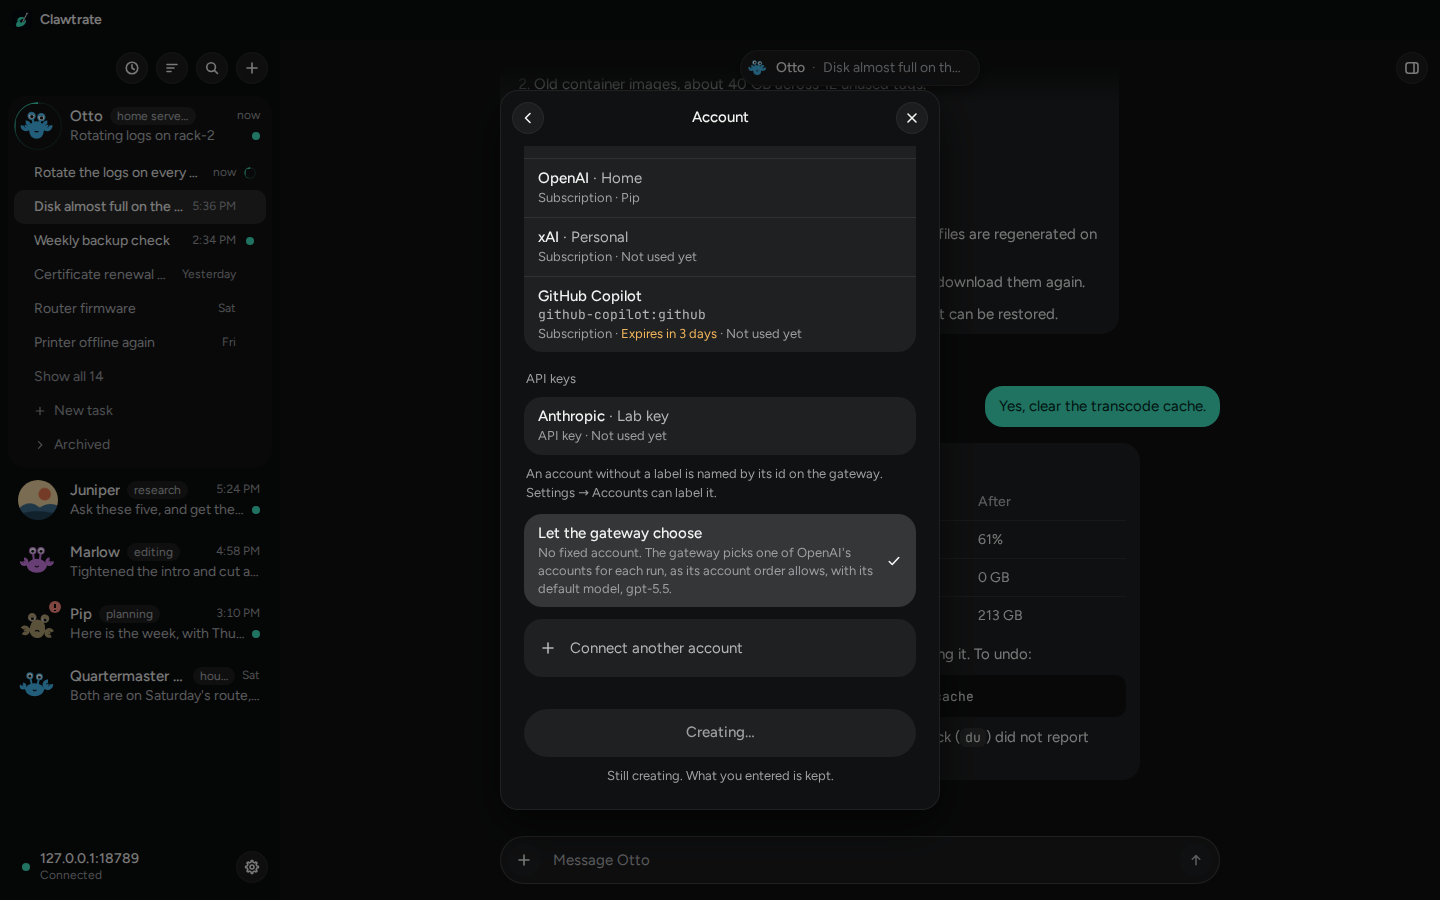 Clawtrate
Otto home serve... now
Rotating logs on rack-2
Rotate the logs on every ... now
Disk almost full on the ... 5:36 PM
Weekly backup check 2:34 PM
Certificate renewal ... Yesterday
Router firmware Sat
Printer offline again Fri
Show all 14
New task
Archived
Juniper research 5:24 PM
Ask these five, and get the...
Marlow editing 4:58 PM
Tightened the intro and cut a...
Pip planning 3:10 PM
Here is the week, with Thu...
Quartermaster ... hou... Sat
Both are on Saturday's route,...
127.0.0.1:18789
Connected
Otto · Disk almost full on th...
2. Old container images, about 40 GB across 12 unused tags.
files are regenerated on
download them again.
t can be restored.
Yes, clear the transcode cache.
After
61%
0 GB
213 GB
ng it. To undo:
cache
ck ( du ) did not report
Message Otto
Account
OpenAI · Home
Subscription · Pip
xAI · Personal
Subscription · Not used yet
GitHub Copilot
github-copilot:github
Subscription · Expires in 3 days · Not used yet
API keys
Anthropic · Lab key
API key · Not used yet
An account without a label is named by its id on the gateway.
Settings → Accounts can label it.
Let the gateway choose
No fixed account. The gateway picks one of OpenAI's
accounts for each run, as its account order allows, with its
default model, gpt-5.5.
Connect another account
Creating...
Still creating. What you entered is kept.